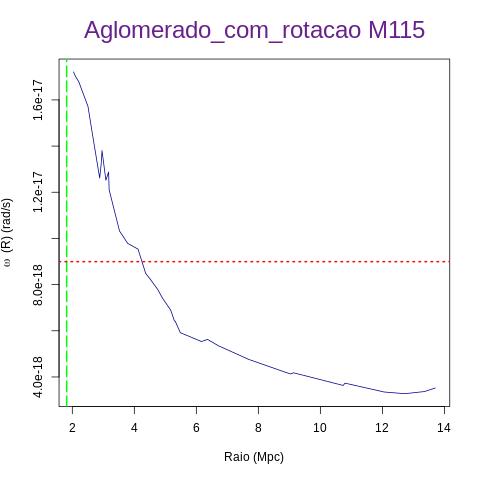 Aglomerado_com_rotacao M115
ω (R) (rad/s)
1.6e-17
1.2e-17
8.0e-18
4.0e-18
2 4 6 8 10 12 14
Raio (Mpc)